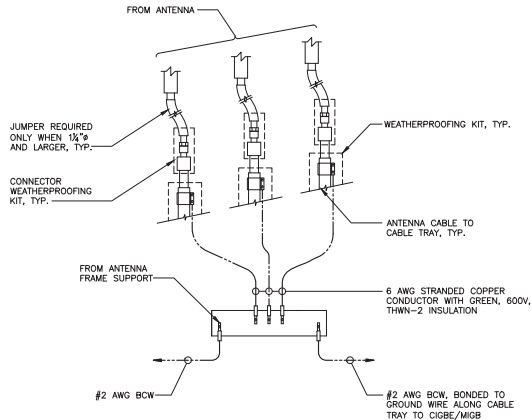 FROM ANTENNA
JUMPER REQUIRED
ONLY WHEN 1¼"ø
AND LARGER, TYP.
WEATHERPROOFING KIT, TYP.
CONNECTOR
WEATHERPROOFING
KIT, TYP.
ANTENNA CABLE TO
CABLE TRAY, TYP.
FROM ANTENNA
FRAME SUPPORT
6 AWG STRANDED COPPER
CONDUCTOR WITH GREEN, 600V,
THWN-2 INSULATION
#2 AWG BCW
#2 AWG BCW, BONDED TO
GROUND WIRE ALONG CABLE
TRAY TO CIGBE/MIGB